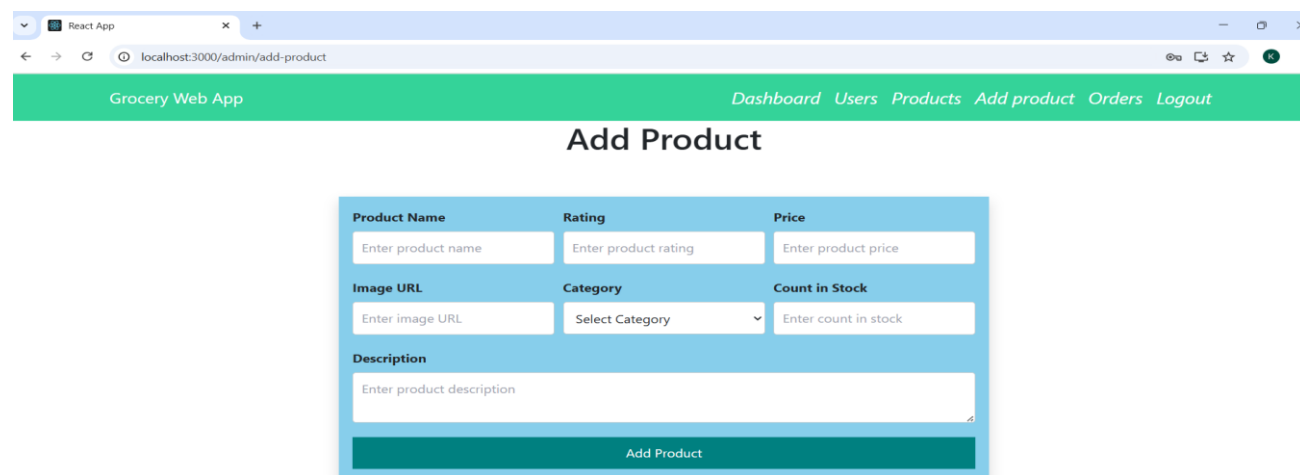 React App
localhost:3000/admin/add-product
K
Grocery Web App Dashboard Users Products Add product Orders Logout
Add Product
Product Name Rating Price
Enter product name Enter product rating Enter product price
Image URL Category Count in Stock
Enter image URL Select Category Enter count in stock
Description
Enter product description
Add Product